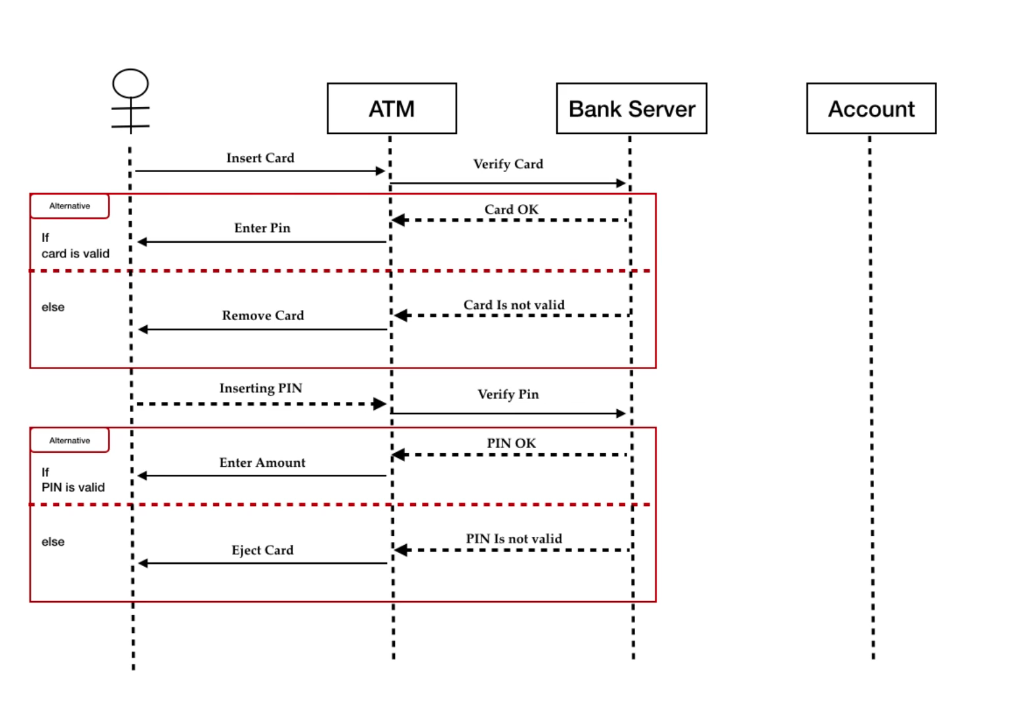 ATM
Bank Server
Account
Insert Card
Verify Card
Alternative
Card OK
Enter Pin
If
card is valid
Card Is not valid
else
Remove Card
Inserting PIN
Verify Pin
Alternative
PIN OK
Enter Amount
If
PIN is valid
PIN Is not valid
else
Eject Card